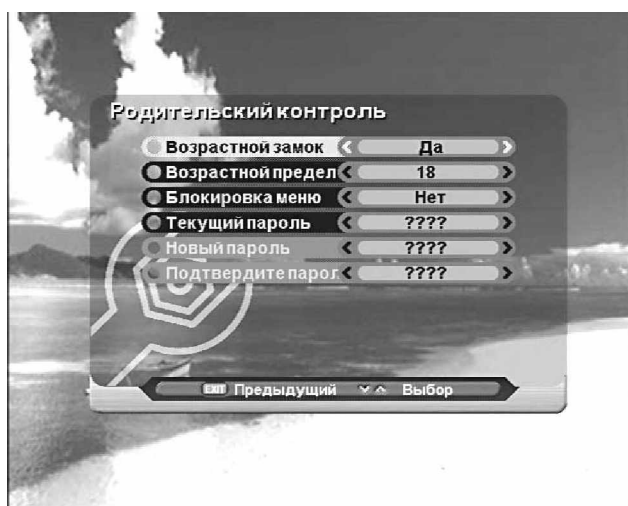 Родительский контроль
Возрастной замок Да
Возрастной предел 18
Блокировка меню Нет
Текущий пароль ????
Новый пароль ????
Подтвердите парол ????
EXIT Предыдущий Выбор